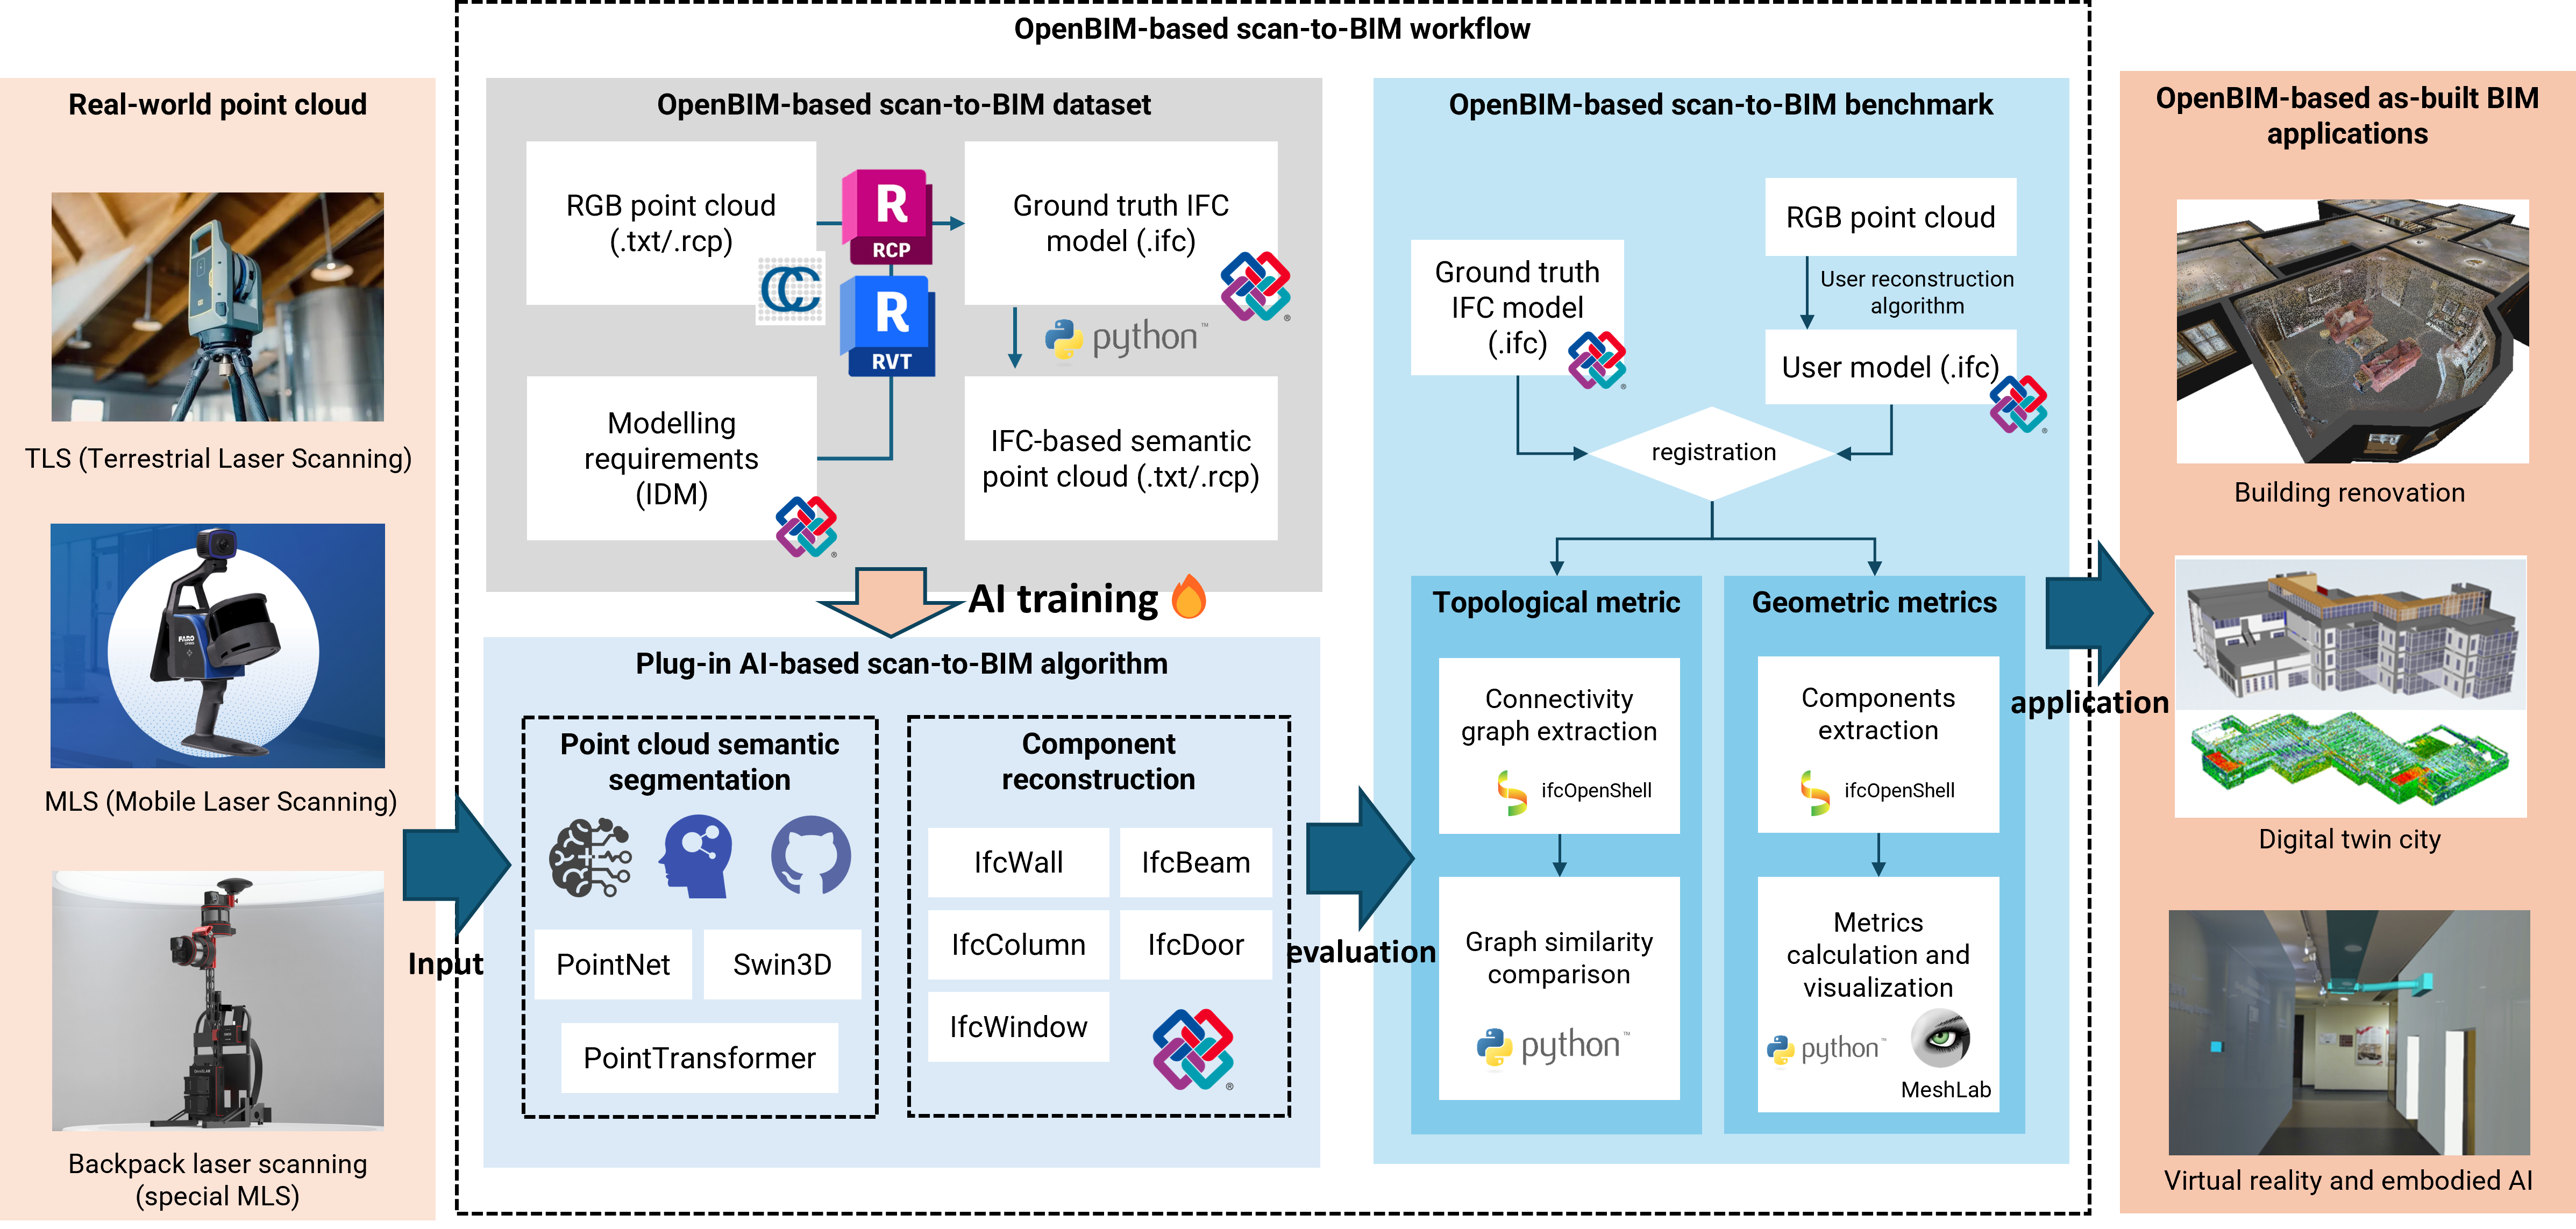 OpenBIM-based scan-to-BIM workflow
Real-world point cloud
TLS (Terrestrial Laser Scanning)
FARO
MLS (Mobile Laser Scanning)
Backpack laser scanning
(special MLS)
Input
OpenBIM-based scan-to-BIM dataset
RGB point cloud
(.txt/.rcp)
CC
R
RCP
R
RVT
Ground truth IFC
model (.ifc)
®
python™
Modelling
requirements
(IDM)
®
IFC-based semantic
point cloud (.txt/.rcp)
AI training
Plug-in AI-based scan-to-BIM algorithm
Point cloud semantic
segmentation
PointNet
Swin3D
PointTransformer
Component
reconstruction
IfcWall
IfcBeam
IfcColumn
IfcDoor
IfcWindow
®
evaluation
OpenBIM-based scan-to-BIM benchmark
Ground truth
IFC model
(.ifc)
®
RGB point cloud
User reconstruction
algorithm
User model (.ifc)
®
registration
Topological metric
Connectivity
graph extraction
ifcOpenShell
Graph similarity
comparison
python™
Geometric metrics
Components
extraction
ifcOpenShell
Metrics
calculation and
visualization
python™
MeshLab
application
OpenBIM-based as-built BIM
applications
Building renovation
Digital twin city
Virtual reality and embodied AI